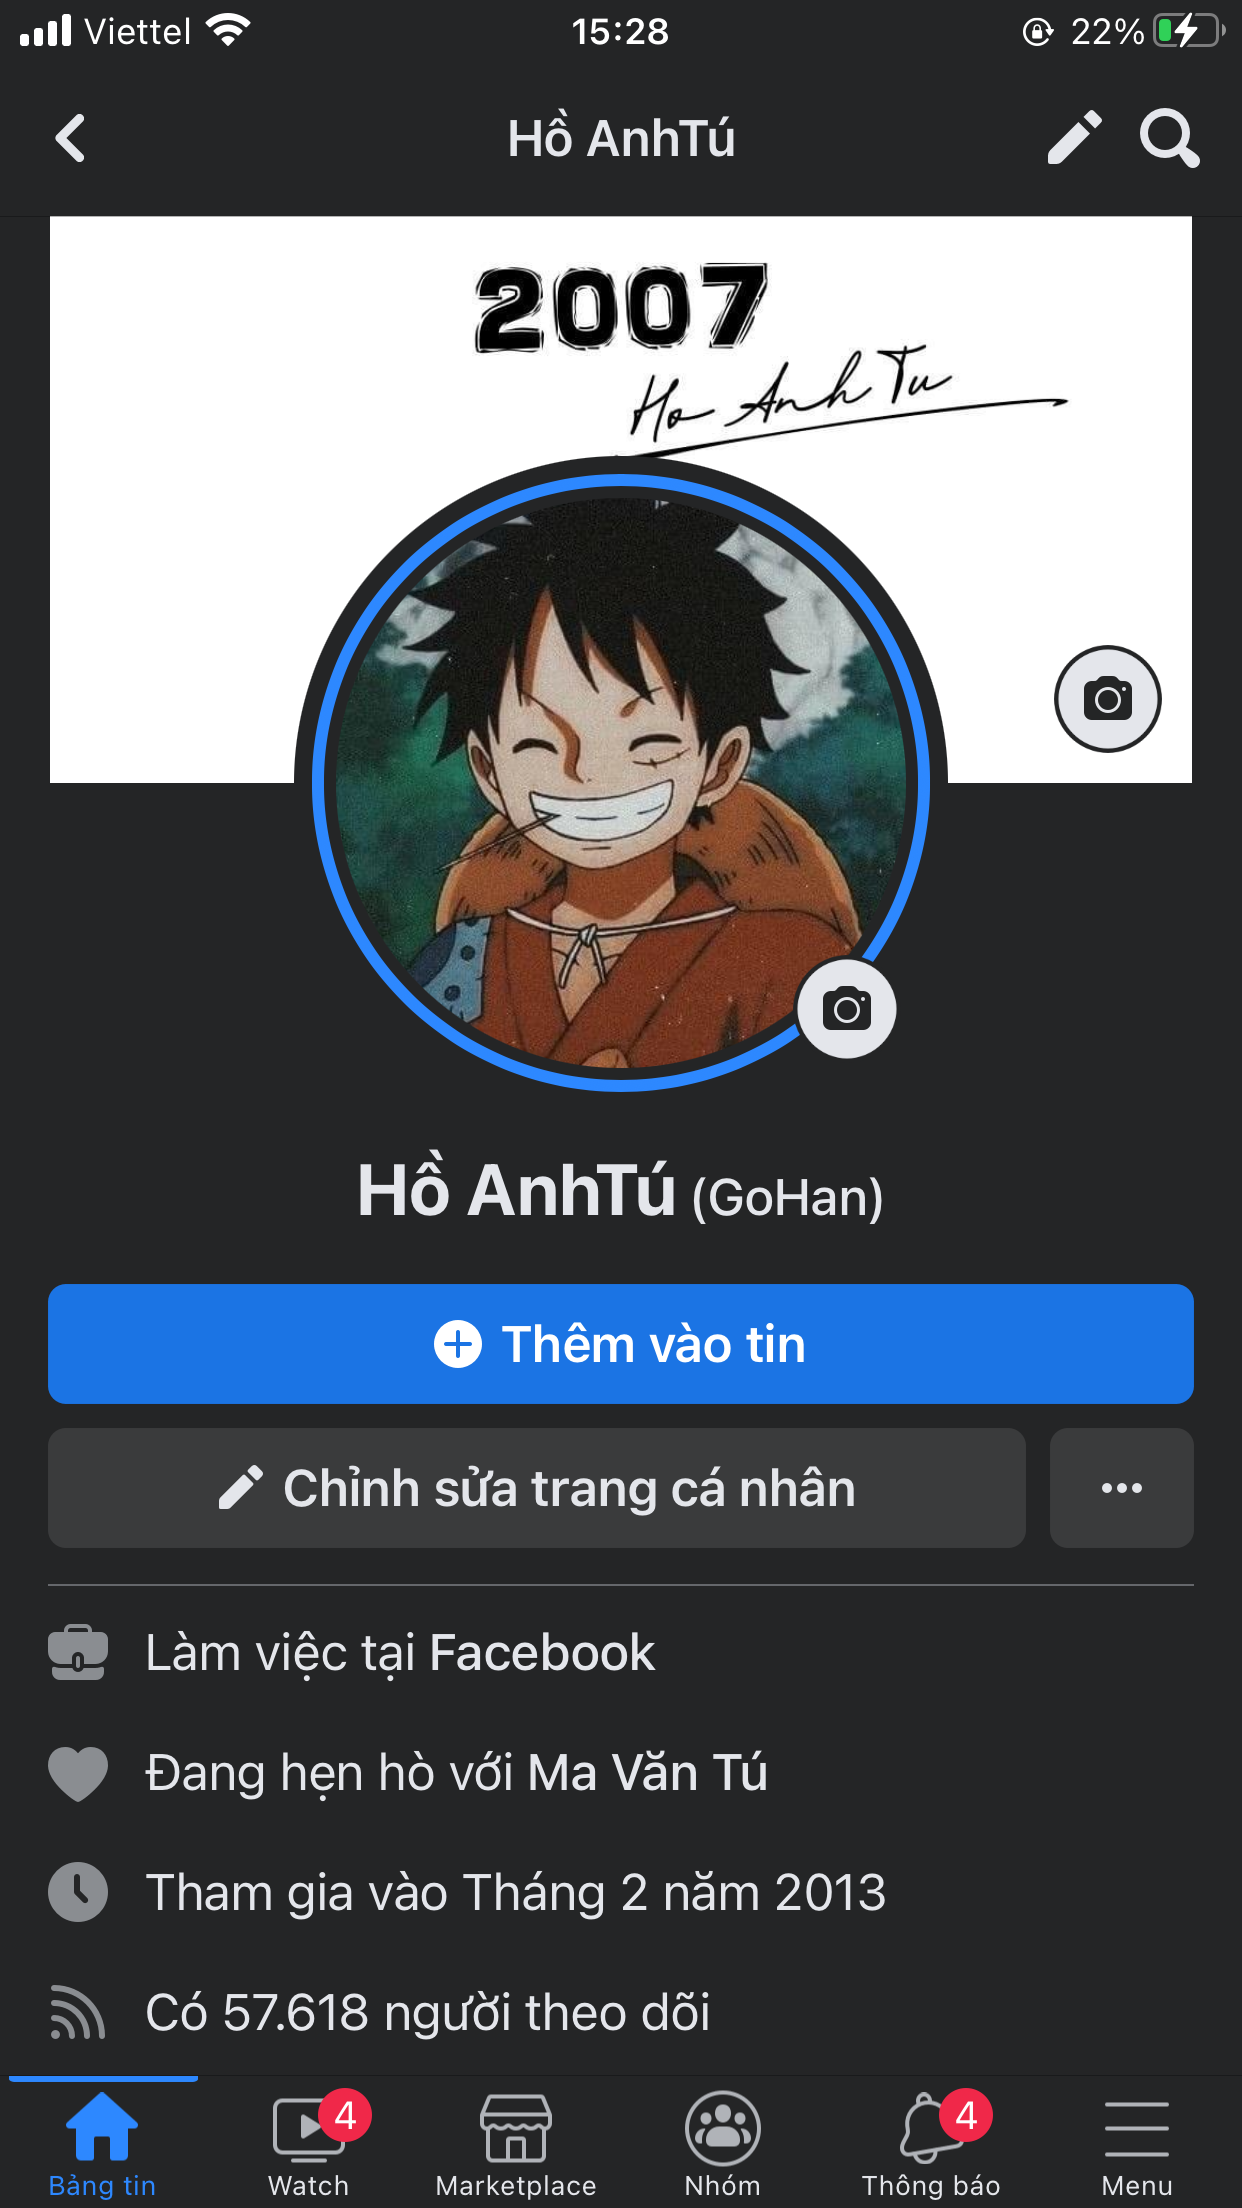 Viettel 15:28 22%
Hồ AnhTú
2007
Ho Anh Tu
Hồ AnhTú (GoHan)
Thêm vào tin
Chỉnh sửa trang cá nhân
Làm việc tại Facebook
Đang hẹn hò với Ma Văn Tú
Tham gia vào Tháng 2 năm 2013
Có 57.618 người theo dõi
4 4
Bảng tin Watch Marketplace Nhóm Thông báo Menu